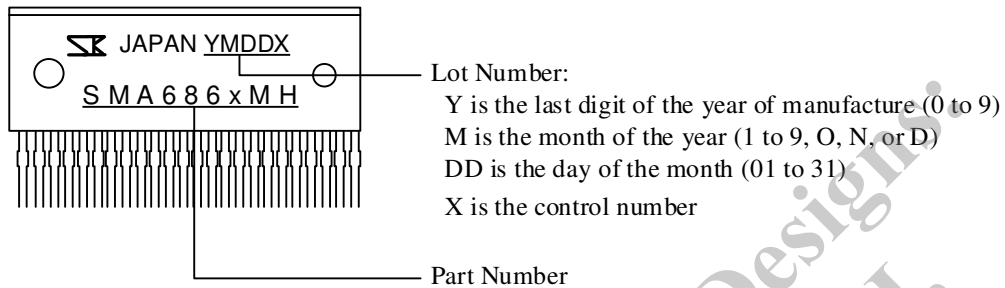 SK JAPAN YMDDX
SMA686xMH
Lot Number:
Y is the last digit of the year of manufacture (0 to 9)
M is the month of the year (1 to 9, O, N, or D)
DD is the day of the month (01 to 31)
X is the control number
Part Number
esigns: